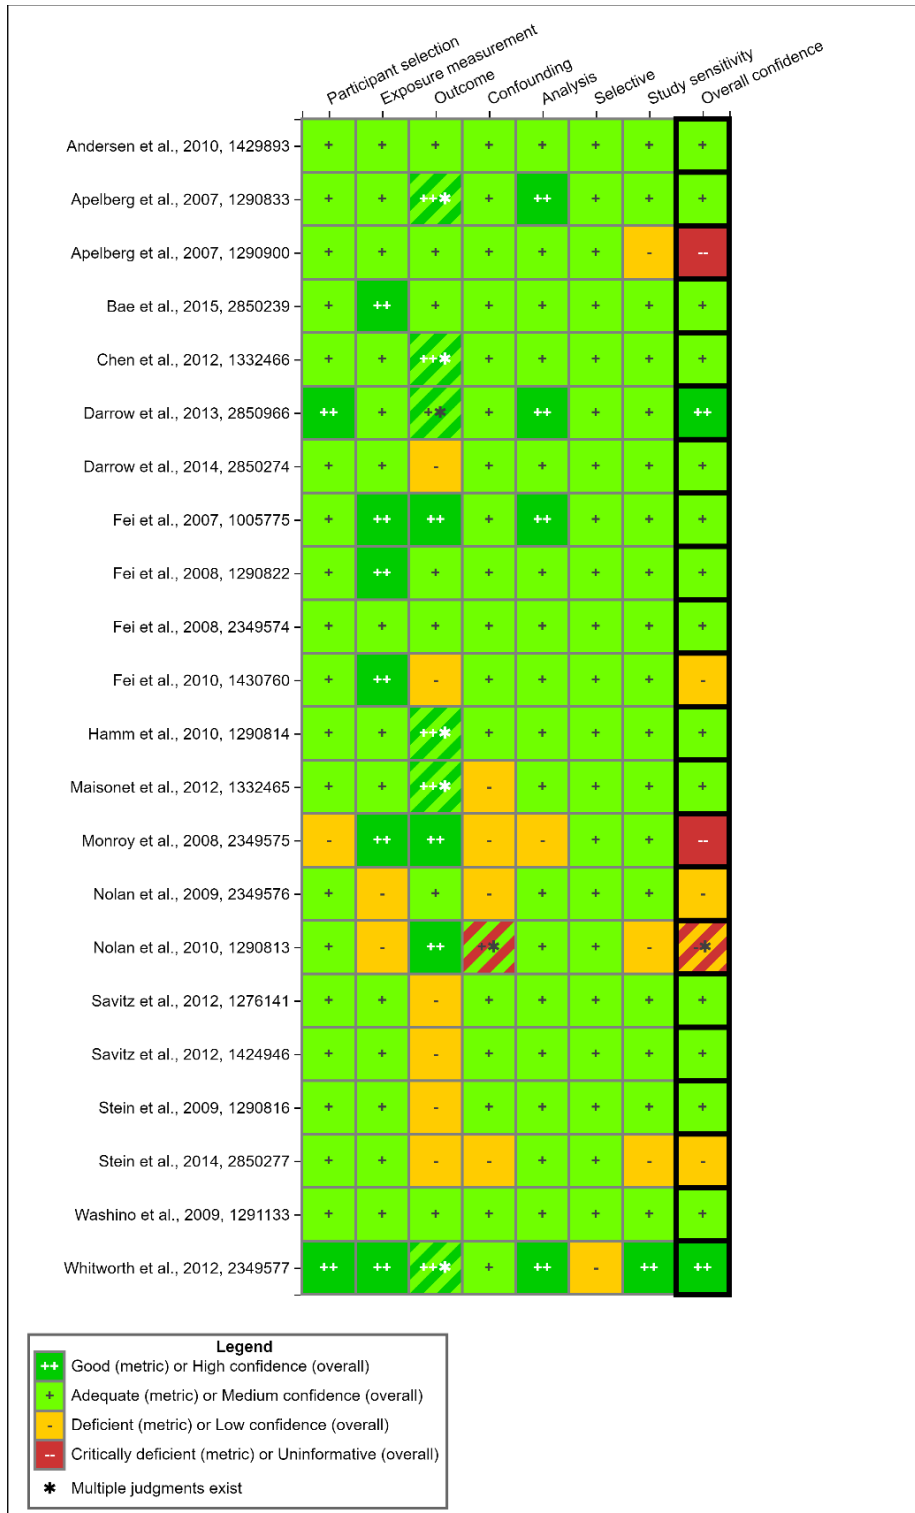 Participant selection
Exposure measurement
Outcome
Confounding
Analysis
Selective
Study sensitivity
Overall confidence
Andersen et al., 2010, 1429893 + + + + + + + +
Apelberg et al., 2007, 1290833 + + ++✱ + ++ + + +
Apelberg et al., 2007, 1290900 + + + + + + - --
Bae et al., 2015, 2850239 + ++ + + + + + +
Chen et al., 2012, 1332466 + + ++✱ + + + + +
Darrow et al., 2013, 2850966 ++ + +✱ + ++ + + ++
Darrow et al., 2014, 2850274 + + - + + + + +
Fei et al., 2007, 1005775 + ++ ++ + ++ + + +
Fei et al., 2008, 1290822 + ++ + + + + + +
Fei et al., 2008, 2349574 + + + + + + + +
Fei et al., 2010, 1430760 + ++ - + + + + -
Hamm et al., 2010, 1290814 + + ++✱ + + + + +
Maisonet et al., 2012, 1332465 + + ++✱ - + + + +
Monroy et al., 2008, 2349575 - ++ ++ - - + + --
Nolan et al., 2009, 2349576 + - + - + + + -
Nolan et al., 2010, 1290813 + - ++ +✱ + + - -✱
Savitz et al., 2012, 1276141 + + - + + + + +
Savitz et al., 2012, 1424946 + + - + + + + +
Stein et al., 2009, 1290816 + + - + + + + +
Stein et al., 2014, 2850277 + + - - + + - -
Washino et al., 2009, 1291133 + + + + + + + +
Whitworth et al., 2012, 2349577 ++ ++ ++✱ + ++ - ++ ++
Legend
++ Good (metric) or High confidence (overall)
+ Adequate (metric) or Medium confidence (overall)
- Deficient (metric) or Low confidence (overall)
-- Critically deficient (metric) or Uninformative (overall)
✱ Multiple judgments exist